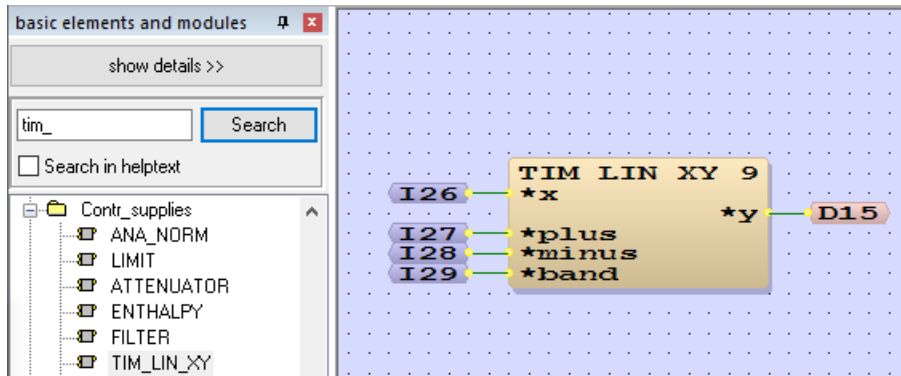 basic elements and modules
show details >>
tim_
Search
Search in helptext
Contr_supplies
ANA_NORM
LIMIT
ATTENUATOR
ENTHALPY
FILTER
TIM_LIN_XY
TIM LIN XY 9
I26 *x
*y D15
I27 *plus
I28 *minus
I29 *band